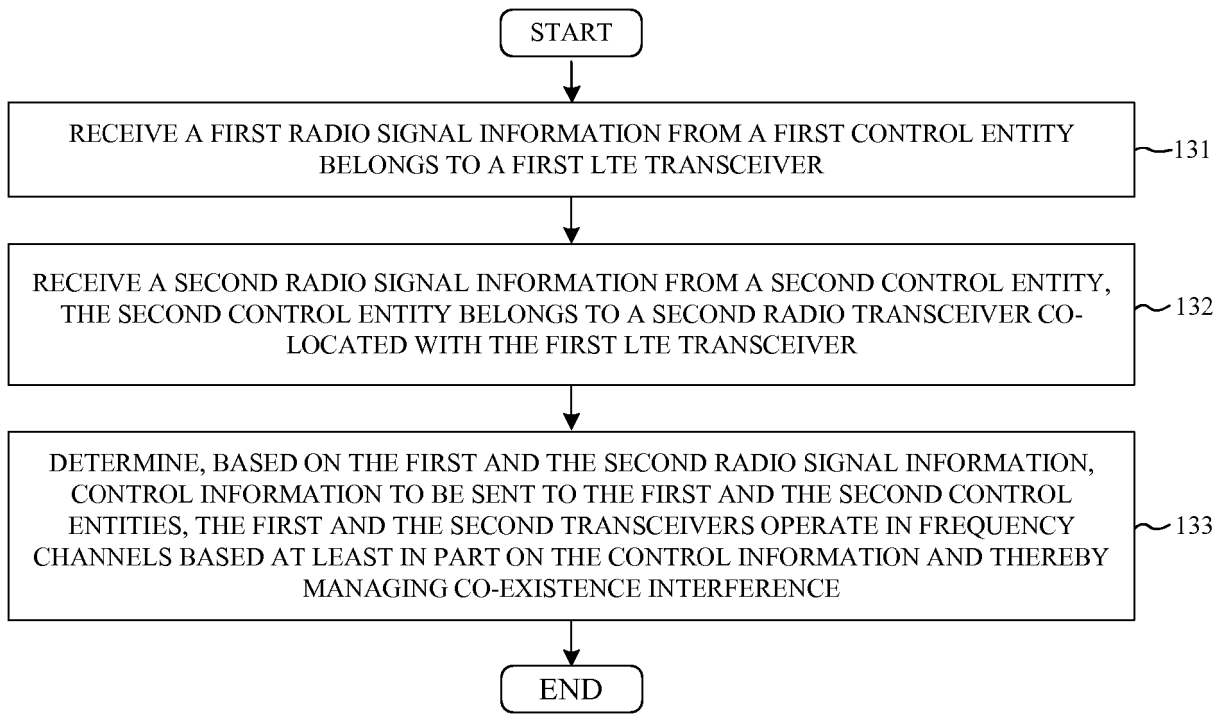 START
RECEIVE A FIRST RADIO SIGNAL INFORMATION FROM A FIRST CONTROL ENTITY
BELONGS TO A FIRST LTE TRANSCEIVER
131
RECEIVE A SECOND RADIO SIGNAL INFORMATION FROM A SECOND CONTROL ENTITY,
THE SECOND CONTROL ENTITY BELONGS TO A SECOND RADIO TRANSCEIVER CO-
LOCATED WITH THE FIRST LTE TRANSCEIVER
132
DETERMINE, BASED ON THE FIRST AND THE SECOND RADIO SIGNAL INFORMATION,
CONTROL INFORMATION TO BE SENT TO THE FIRST AND THE SECOND CONTROL
ENTITIES, THE FIRST AND THE SECOND TRANSCEIVERS OPERATE IN FREQUENCY
CHANNELS BASED AT LEAST IN PART ON THE CONTROL INFORMATION AND THEREBY
MANAGING CO-EXISTENCE INTERFERENCE
133
END